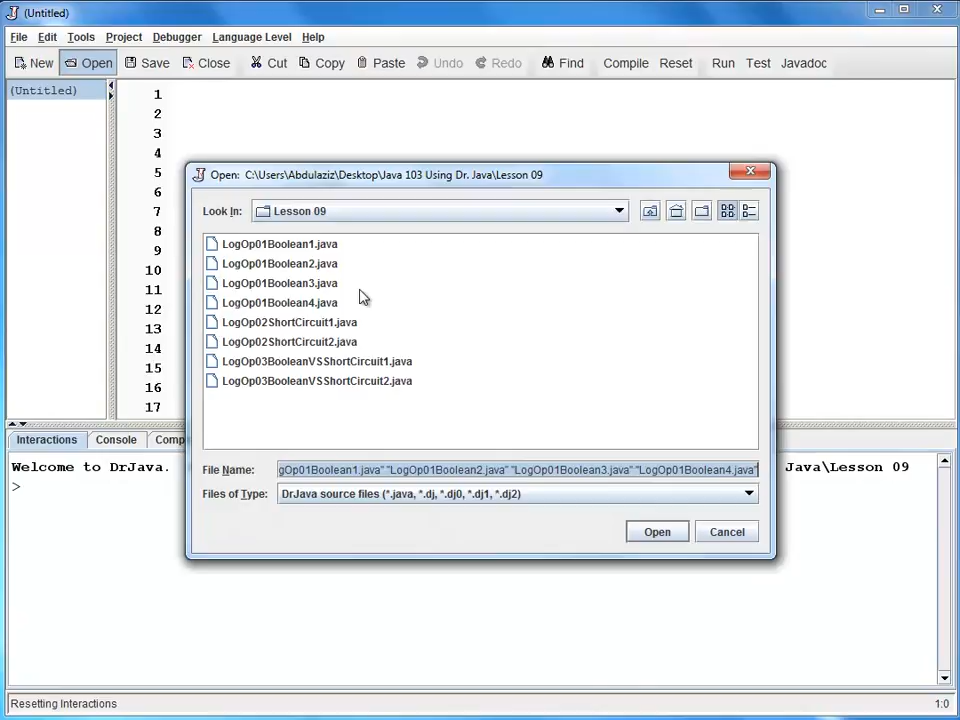 (Untitled)
File Edit Tools Project Debugger Language Level Help
New Open Save Close Cut Copy Paste Undo Redo Find Compile Reset Run Test Javadoc
(Untitled)
1
2
3
4
5
6
7
8
9
10
11
12
13
14
15
16
17
Open: C:\Users\Abdulaziz\Desktop\Java 103 Using Dr. Java\Lesson 09
Look In: Lesson 09
LogOp01Boolean1.java
LogOp01Boolean2.java
LogOp01Boolean3.java
LogOp01Boolean4.java
LogOp02ShortCircuit1.java
LogOp02ShortCircuit2.java
LogOp03BooleanVSShortCircuit1.java
LogOp03BooleanVSShortCircuit2.java
File Name: gOp01Boolean1.java" "LogOp01Boolean2.java" "LogOp01Boolean3.java" "LogOp01Boolean4.java"
Files of Type: DrJava source files (*.java, *.dj, *.dj0, *.dj1, *.dj2)
Open Cancel
Interactions Console Comp
Welcome to DrJava. Java\Lesson 09
>
Resetting Interactions 1:0